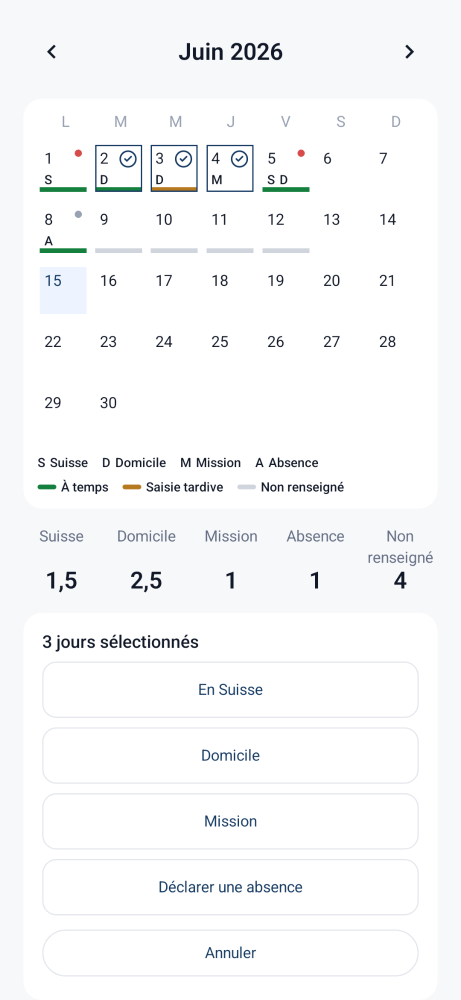 Juin 2026
L M M J V S D
1 2 3 4 5 6 7
S D D M S D
8 9 10 11 12 13 14
A
15 16 17 18 19 20 21
22 23 24 25 26 27 28
29 30
S Suisse D Domicile M Mission A Absence
À temps Saisie tardive Non renseigné
Suisse Domicile Mission Absence Non renseigné
1,5 2,5 1 1 4
3 jours sélectionnés
En Suisse
Domicile
Mission
Déclarer une absence
Annuler